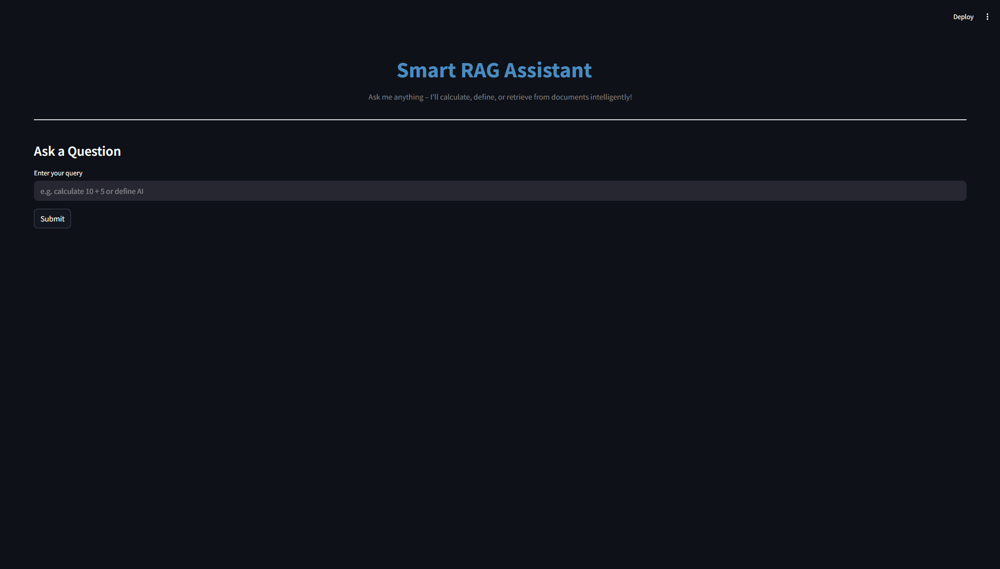 Deploy
Smart RAG Assistant
Ask me anything – I'll calculate, define, or retrieve from documents intelligently!
Ask a Question
Enter your query
e.g. calculate 10 + 5 or define AI
Submit